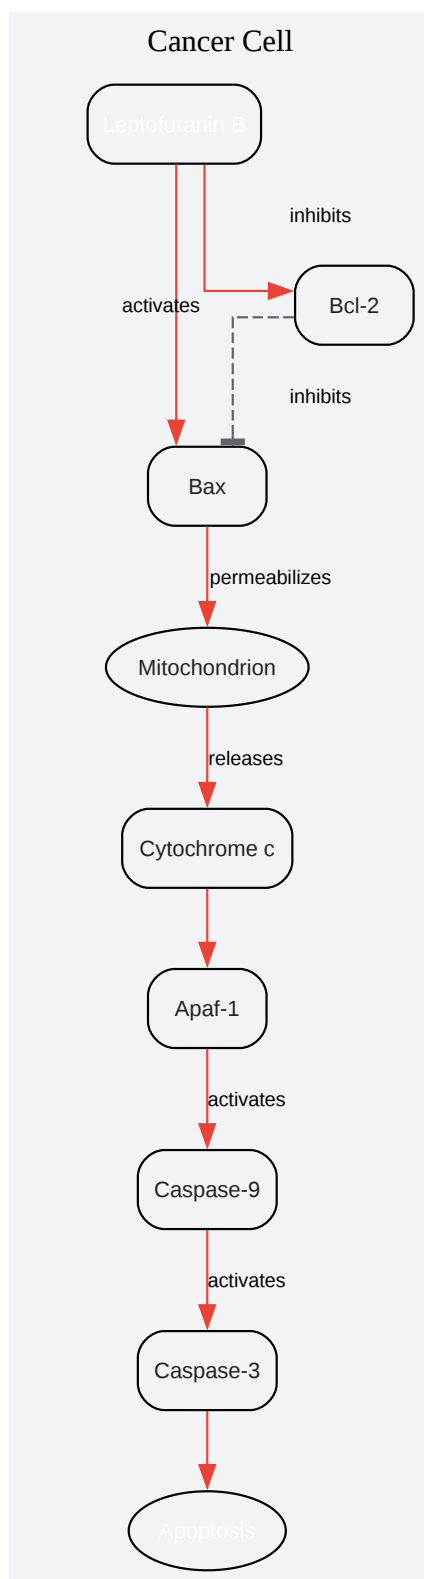 Cancer Cell
Leptofuranin B
inhibits
activates
Bcl-2
inhibits
Bax
permeabilizes
Mitochondrion
releases
Cytochrome c
Apaf-1
activates
Caspase-9
activates
Caspase-3
Apoptosis